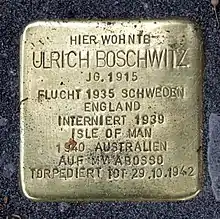 HIER WOHNTE
ULRICH BOSCHWITZ
JG. 1915
FLUCHT 1935 SCHWEDEN
ENGLAND
INTERNIERT 1939
ISLE OF MAN
1940 AUSTRALIEN
AUF MV ABOSSO
TORPEDIERT TOT 29.10.1942